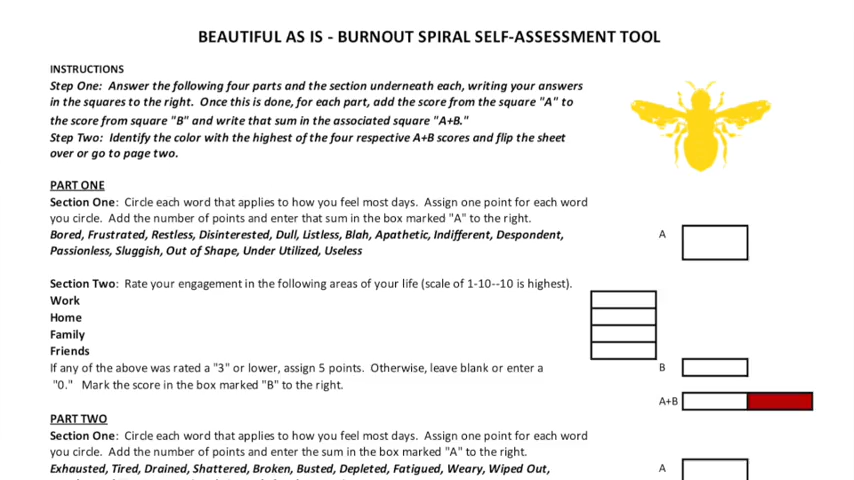 BEAUTIFUL AS IS - BURNOUT SPIRAL SELF-ASSESSMENT TOOL
INSTRUCTIONS
Step One:  Answer the following four parts and the section underneath each, writing your answers
in the squares to the right.  Once this is done, for each part, add the score from the square "A" to
the score from square "B" and write that sum in the associated square "A+B."
Step Two:  Identify the color with the highest of the four respective A+B scores and flip the sheet
over or go to page two.
PART ONE
Section One:  Circle each word that applies to how you feel most days.  Assign one point for each word
you circle.  Add the number of points and enter that sum in the box marked "A" to the right.
Bored, Frustrated, Restless, Disinterested, Dull, Listless, Blah, Apathetic, Indifferent, Despondent,
A
Passionless, Sluggish, Out of Shape, Under Utilized, Useless
Section Two:  Rate your engagement in the following areas of your life (scale of 1-10--10 is highest).
Work
Home
Family
Friends
If any of the above was rated a "3" or lower, assign 5 points.  Otherwise, leave blank or enter a
B
"0."  Mark the score in the box marked "B" to the right.
A+B
PART TWO
Section One:  Circle each word that applies to how you feel most days.  Assign one point for each word
you circle.  Add the number of points and enter the sum in the box marked "A" to the right.
Exhausted, Tired, Drained, Shattered, Broken, Busted, Depleted, Fatigued, Weary, Wiped Out,
A